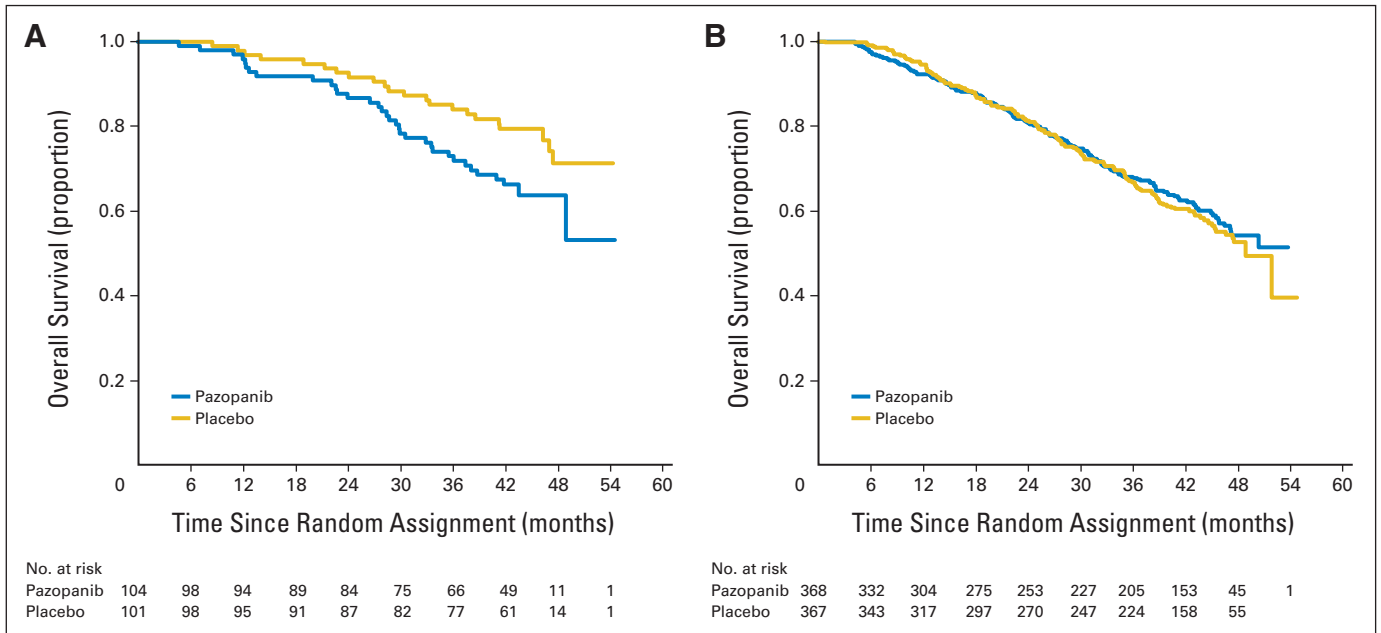 A
Overall Survival (proportion)
1.0
0.8
0.6
0.4
0.2
Pazopanib
Placebo
0 6 12 18 24 30 36 42 48 54 60
Time Since Random Assignment (months)
No. at risk
Pazopanib 104 98 94 89 84 75 66 49 11 1
Placebo 101 98 95 91 87 82 77 61 14 1
B
Overall Survival (proportion)
1.0
0.8
0.6
0.4
0.2
Pazopanib
Placebo
0 6 12 18 24 30 36 42 48 54 60
Time Since Random Assignment (months)
No. at risk
Pazopanib 368 332 304 275 253 227 205 153 45 1
Placebo 367 343 317 297 270 247 224 158 55